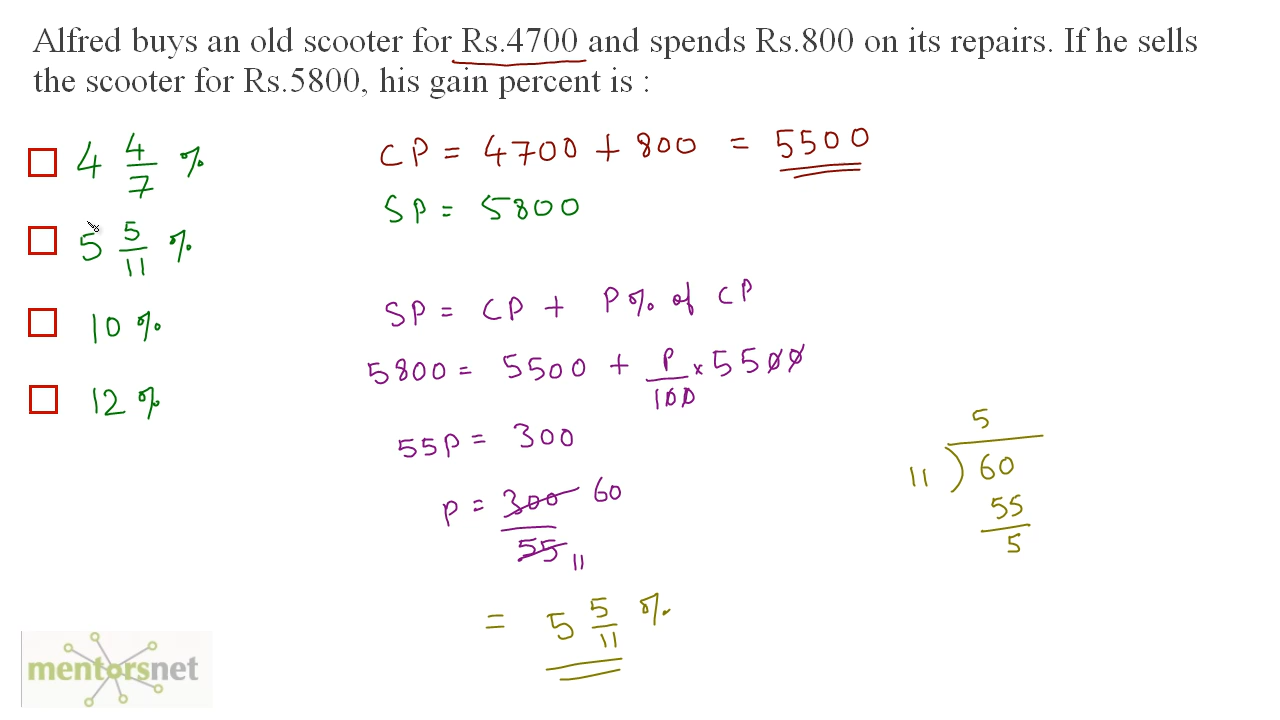 Alfred buys an old scooter for Rs.4700 and spends Rs.800 on its repairs. If he sells
the scooter for Rs.5800, his gain percent is :
4 4/7 %
5 5/11 %
10 %
12 %
CP = 4700 + 800 = 5500
SP = 5800
SP = CP + P% of CP
5800 = 5500 + P/100 × 5500
55P = 300
P = 300/55 60/11
= 5 5/11 %
5
11 ) 60
55
5
mentorsnet